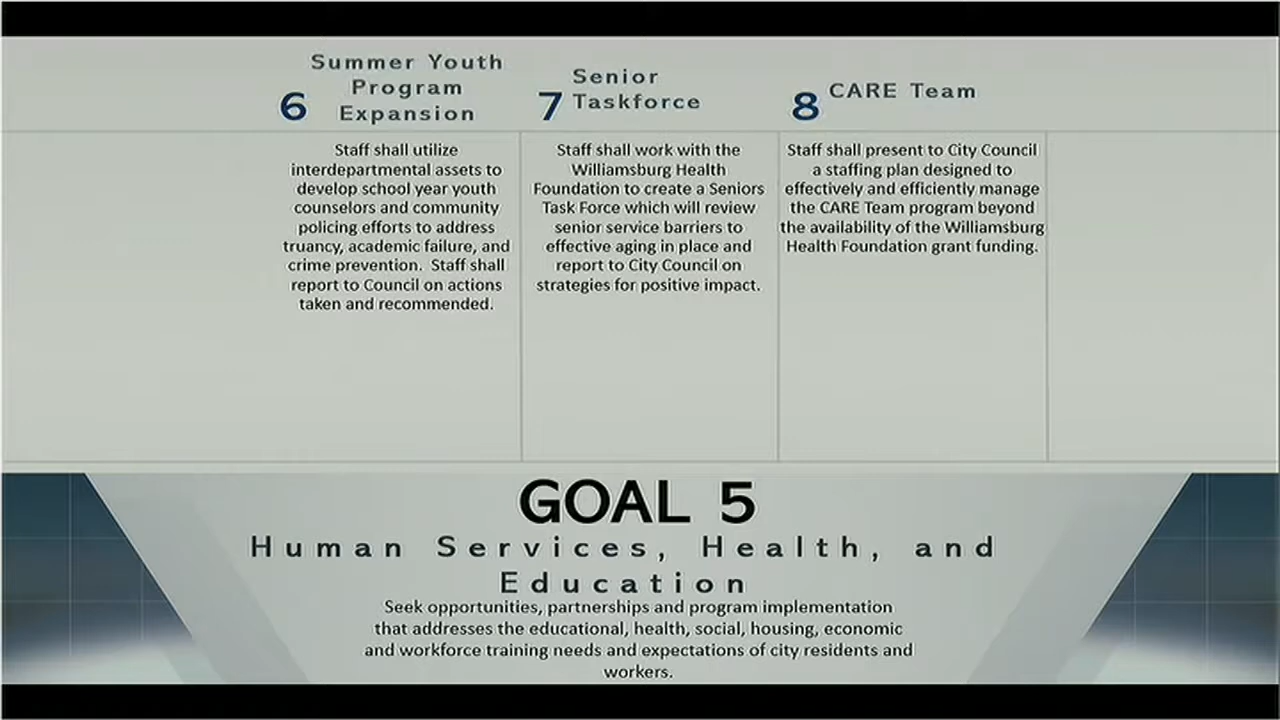 Summer Youth
Program
Expansion
6
Staff shall utilize
interdepartmental assets to
develop school year youth
counselors and community
policing efforts to address
truancy, academic failure, and
crime prevention. Staff shall
report to Council on actions
taken and recommended.
Senior
Taskforce
7
Staff shall work with the
Williamsburg Health
Foundation to create a Seniors
Task Force which will review
senior service barriers to
effective aging in place and
report to City Council on
strategies for positive impact.
CARE Team
8
Staff shall present to City Council
a staffing plan designed to
effectively and efficiently manage
the CARE Team program beyond
the availability of the Williamsburg
Health Foundation grant funding.
GOAL 5
Human Services, Health, and
Education
Seek opportunities, partnerships and program implementation
that addresses the educational, health, social, housing, economic
and workforce training needs and expectations of city residents and
workers.